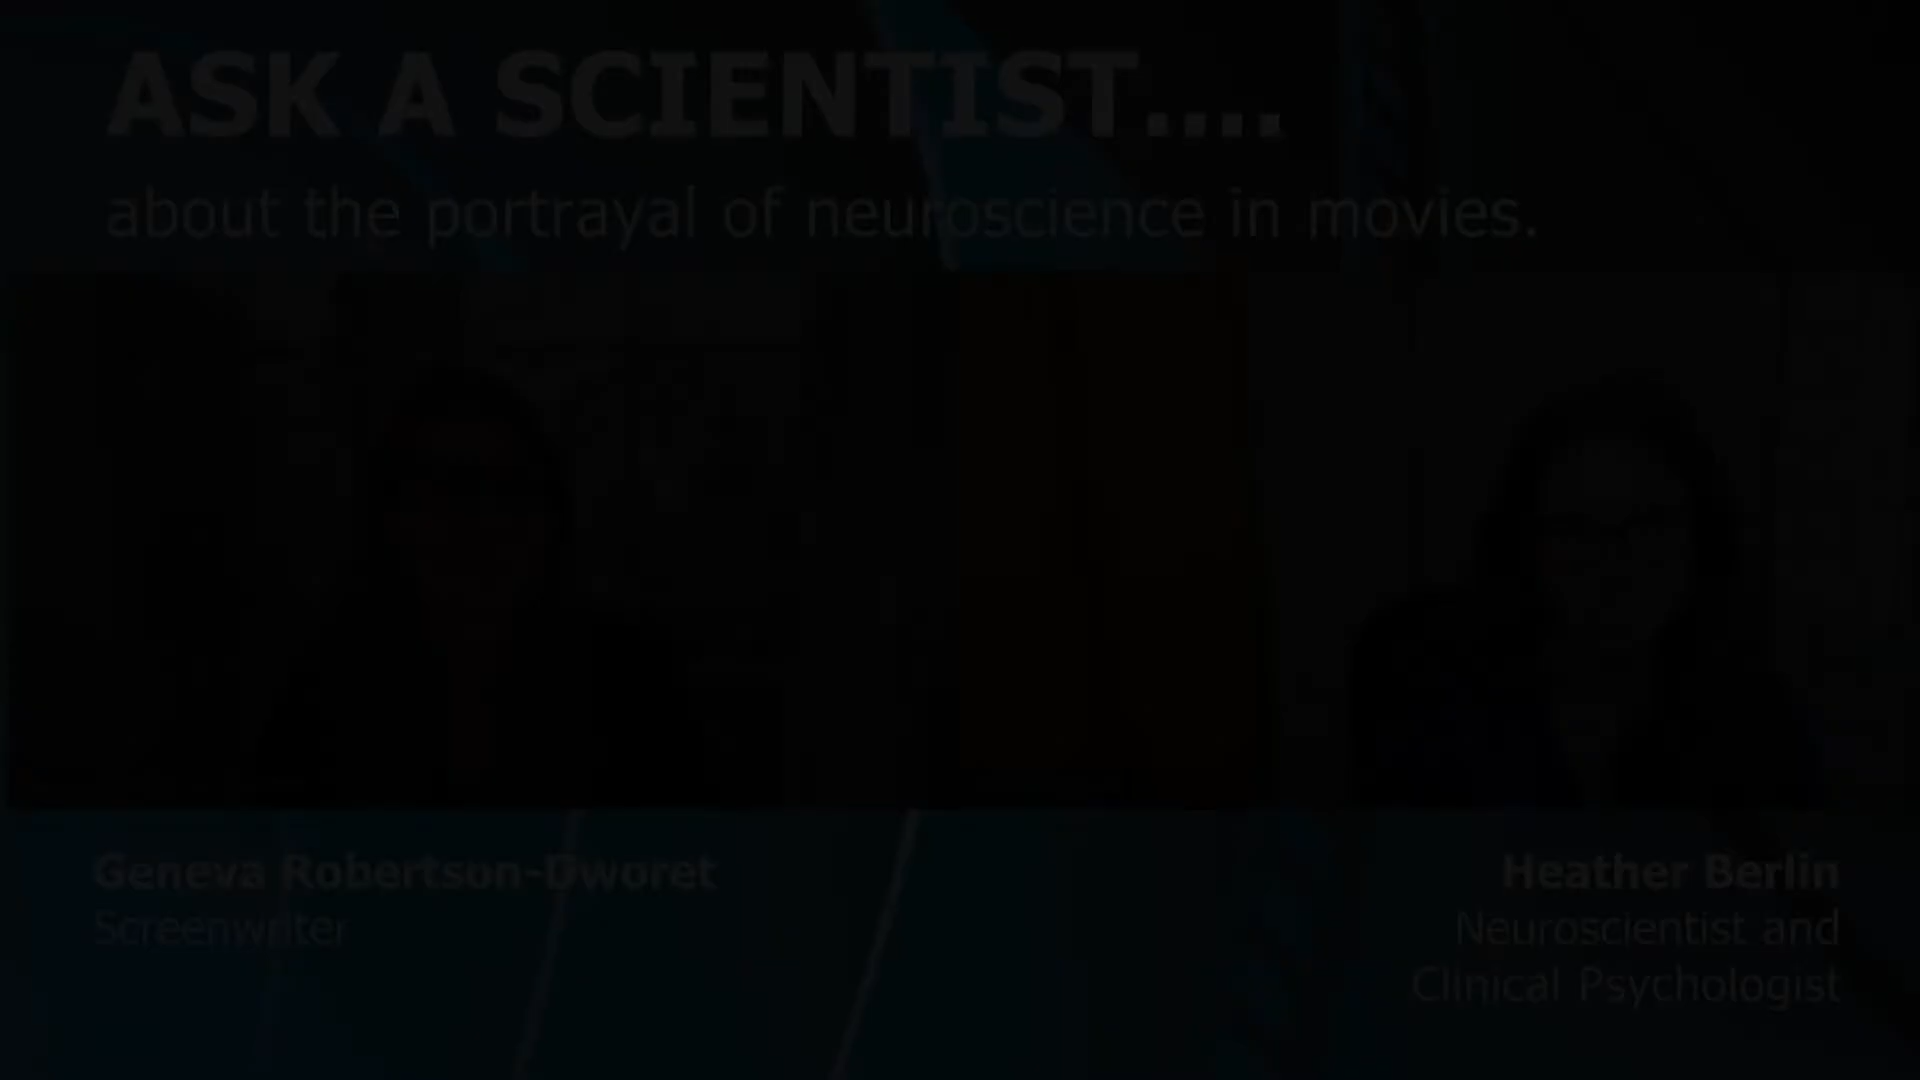 ASK A SCIENTIST....
about the portrayal of neuroscience in movies.
Geneva Robertson-Dworet
Screenwriter
Heather Berlin
Neuroscientist and
Clinical Psychologist